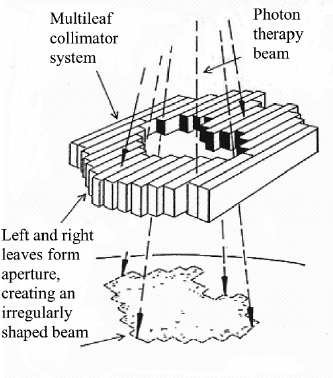 Multileaf
collimator
system
Photon
therapy
beam
Left and right
leaves form
aperture,
creating an
irregularly
shaped beam